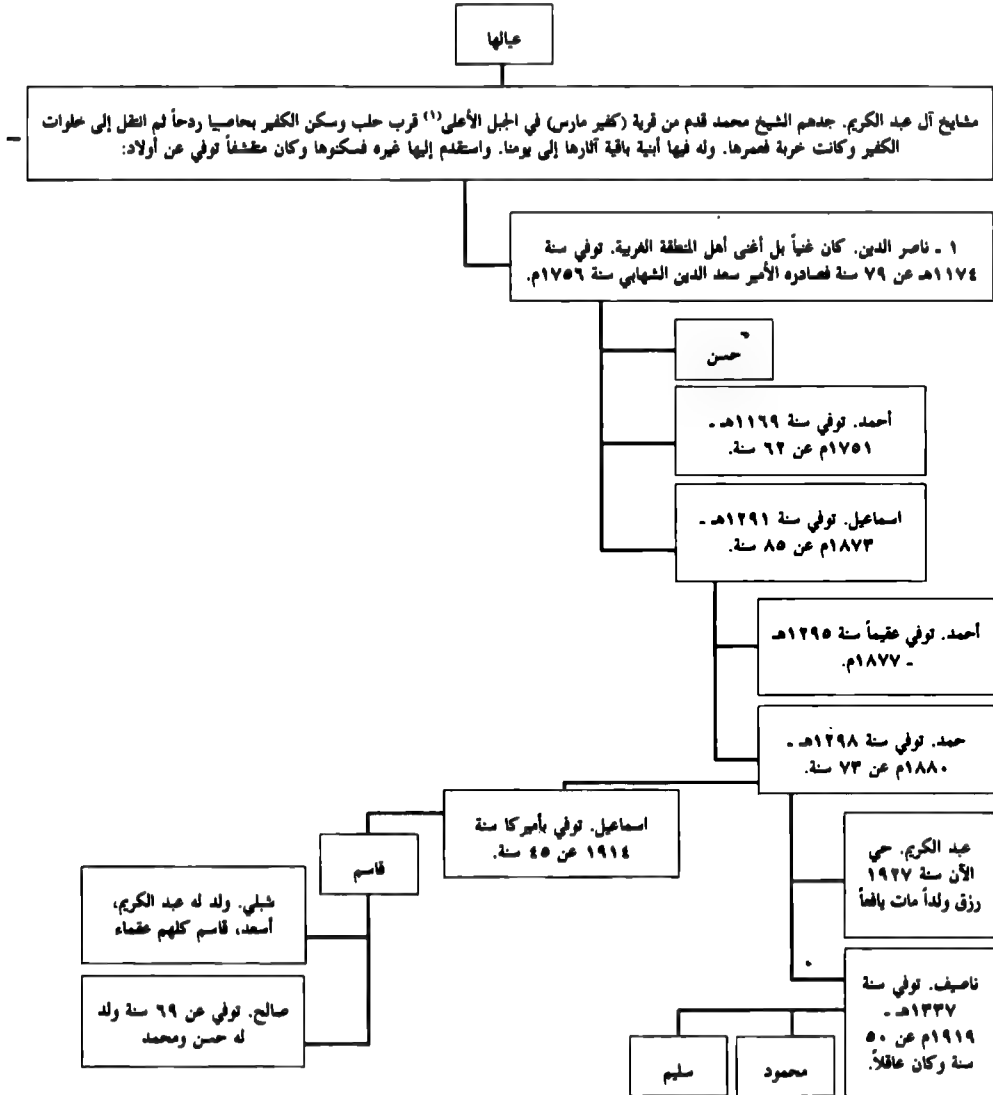 عيالها
مشايخ آل عبد الكريم. جدهم الشيخ محمد قدم من قرية (كفير مارس) في الجبل الأعلى(١) قرب حلب وسكن الكفير بحاصبيا ردحاً ثم انتقل إلى خلوات
الكفير وكانت خربة فعمرها. وله فيها أبنية باقية آثارها إلى يومنا. واستقدم إليها غيره فسكنوها وكان متقشفاً توفي عن أولاد:
١ - ناصر الدين. كان غنياً بل أغنى أهل المنطقة الغربية. توفي سنة
١١٧٤هـ عن ٧٩ سنة فصادره الأمير سعد الدين الشهابي سنة ١٧٥٦م.
حسن
أحمد. توفي سنة ١١٦٩هـ -
١٧٥١م عن ٦٢ سنة.
اسماعيل. توفي سنة ١٢٩١هـ -
١٨٧٣م عن ٨٥ سنة.
أحمد. توفي عقيماً سنة ١٢٩٥هـ
- ١٨٧٧م.
حمد. توفي سنة ١٢٩٨هـ -
١٨٨٠م عن ٧٣ سنة.
اسماعيل. توفي بأميركا سنة
١٩١٤ عن ٤٥ سنة.
قاسم
شبلي. ولد له عبد الكريم،
أسعد، قاسم كلهم عقماء
صالح. توفي عن ٦٩ سنة ولد
له حسن ومحمد
عبد الكريم. حي
الآن سنة ١٩٢٧
رزق ولداً مات يافعاً
ناصيف. توفي سنة
١٣٣٧هـ -
١٩١٩م عن ٥٠
سنة وكان عاقلاً.
محمود
سليم